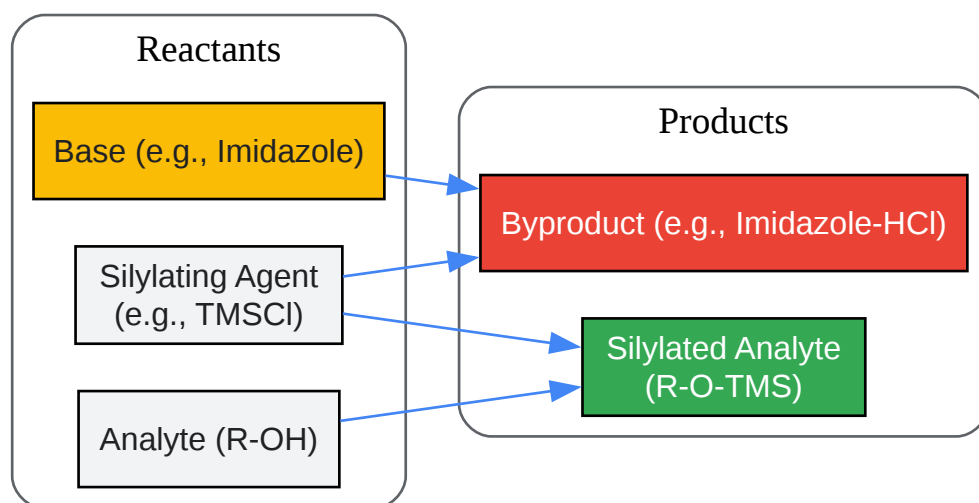 Reactants
Base (e.g., Imidazole)
Silylating Agent
(e.g., TMSCl)
Analyte (R-OH)
Products
Byproduct (e.g., Imidazole-HCl)
Silylated Analyte
(R-O-TMS)